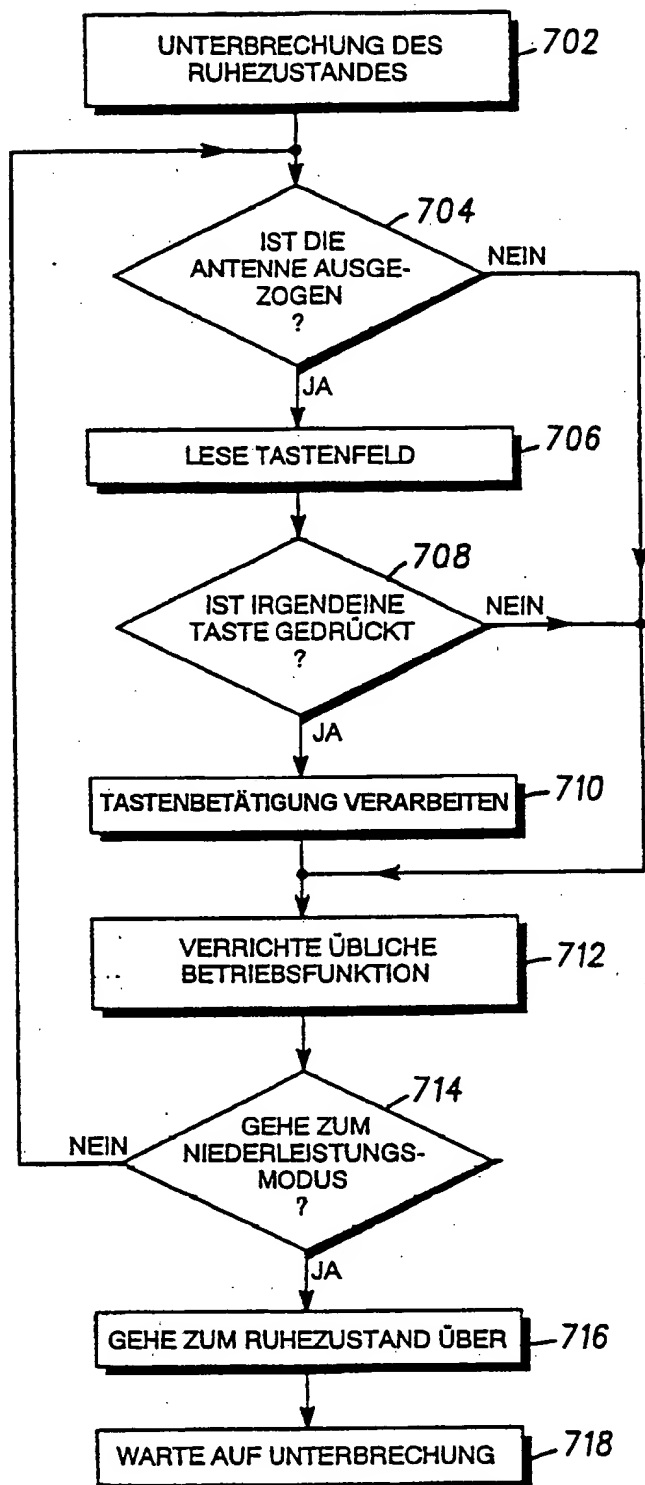 UNTERBRECHUNG DES
RUHEZUSTANDES
702
704
IST DIE
ANTENNE AUSGE-
ZOGEN
?
NEIN
JA
LESE TASTENFELD
706
708
IST IRGENDEINE
TASTE GEDRÜCKT
?
NEIN
JA
TASTENBETÄTIGUNG VERARBEITEN
710
VERRICHTE ÜBLICHE
BETRIEBSFUNKTION
712
714
NEIN
GEHE ZUM
NIEDERLEISTUNGS-
MODUS
?
JA
GEHE ZUM RUHEZUSTAND ÜBER
716
WARTE AUF UNTERBRECHUNG
718